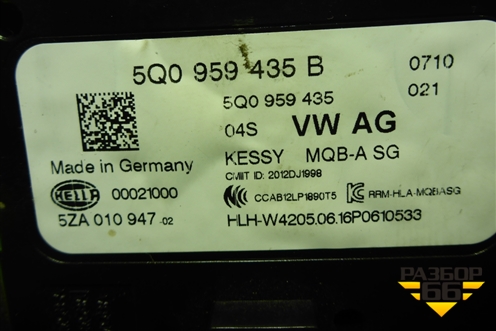 5Q0 959 435 B
0710
5Q0 959 435
021
04S VW AG
Made in Germany
KESSY MQB-A SG
CMIIT ID: 2012DJ1998
HELLA 00021000
CCAB12LP1890T5
RRM-HLA-MQBASG
5ZA 010 947-02
HLH-W4205.06.16P0610533
РАЗБОР
66